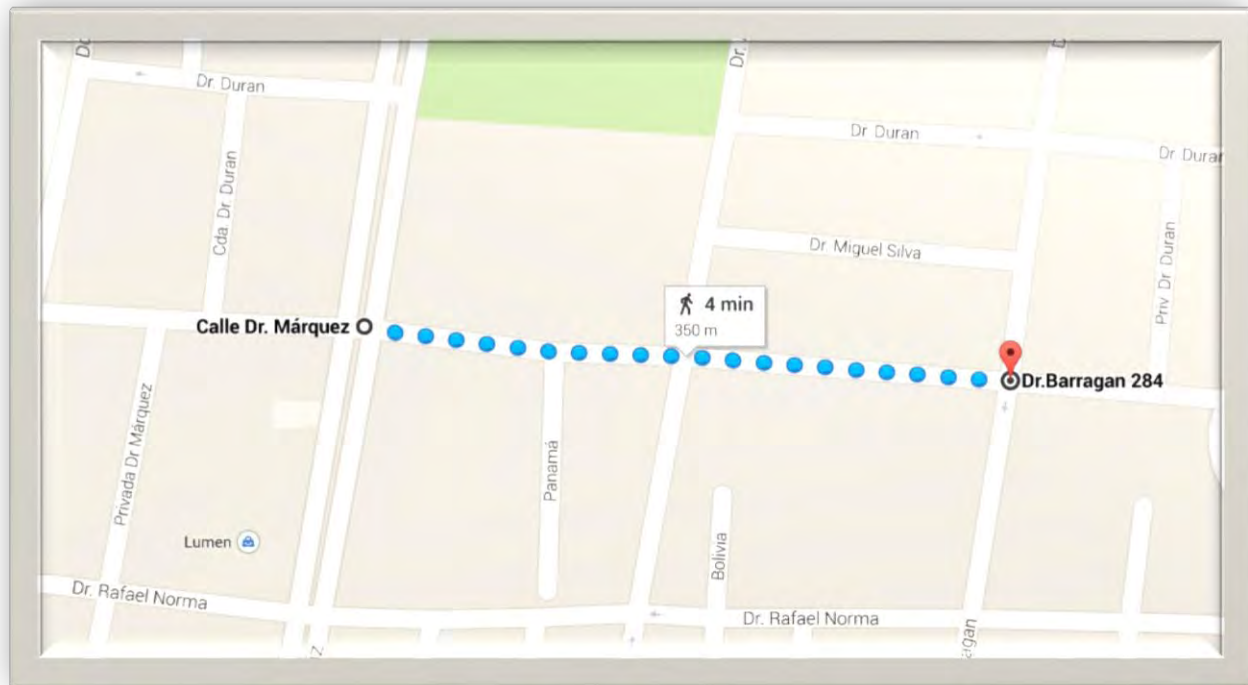 Dr. Duran
Dr Duran
Dr Duran
Cda. Dr. Duran
Dr Miguel Silva
Priv Dr Duran
4 min
350 m
Calle Dr. Márquez
Dr.Barragan 284
Privada Dr Márquez
Panamá
Lumen
Bolivia
Dr. Rafael Norma
Dr. Rafael Norma